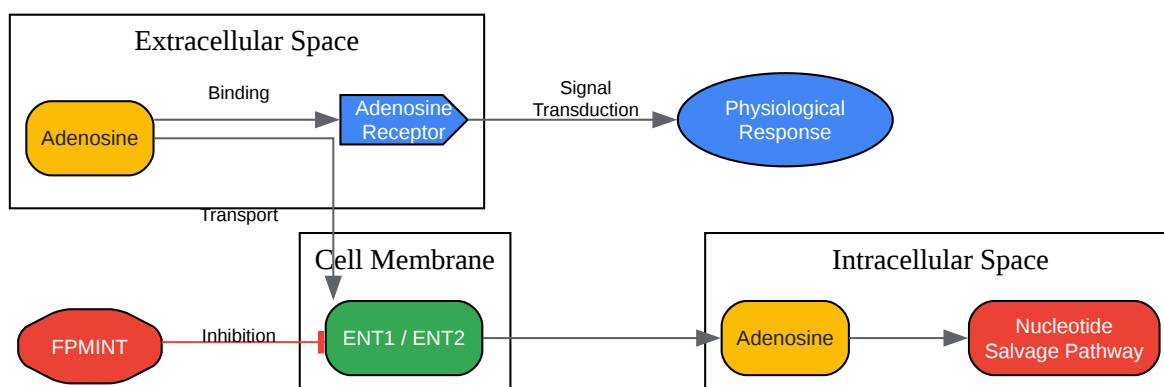 Extracellular Space
Adenosine
Binding
Adenosine
Receptor
Signal
Transduction
Physiological
Response
Transport
Cell Membrane
FPMINT
Inhibition
ENT1 / ENT2
Intracellular Space
Adenosine
Nucleotide
Salvage Pathway